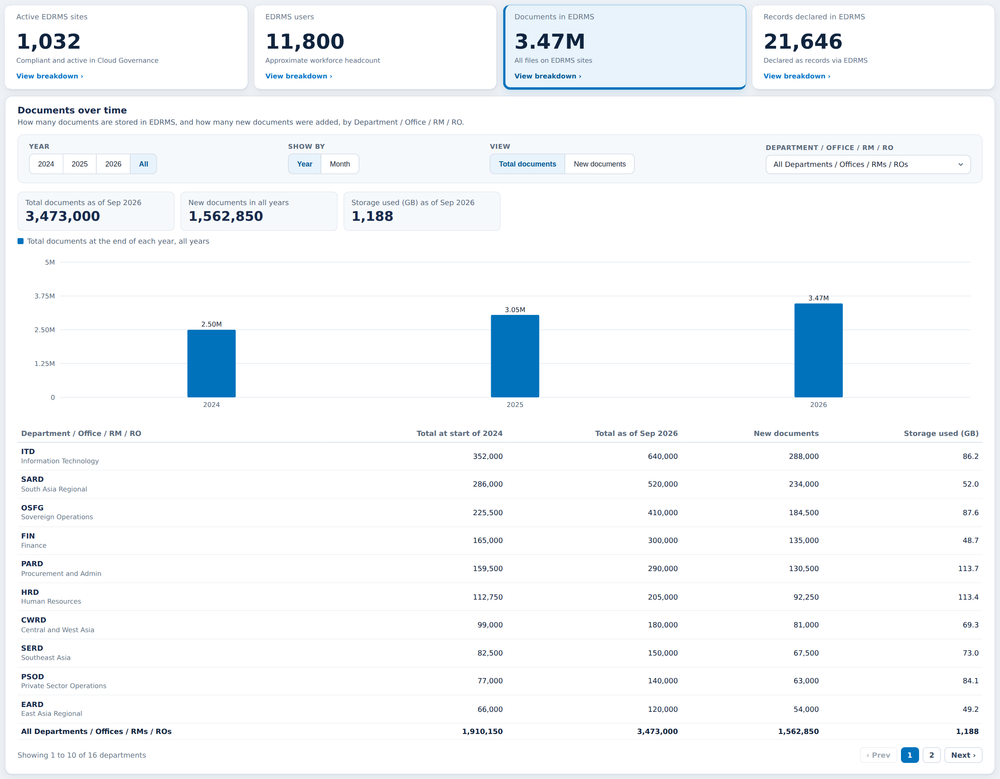 Active EDRMS sites
1,032
Compliant and active in Cloud Governance
View breakdown ›
EDRMS users
11,800
Approximate workforce headcount
View breakdown ›
Documents in EDRMS
3.47M
All files on EDRMS sites
View breakdown ›
Records declared in EDRMS
21,646
Declared as records via EDRMS
View breakdown ›
Documents over time
How many documents are stored in EDRMS, and how many new documents were added, by Department / Office / RM / RO.
YEAR
2024 2025 2026 All
SHOW BY
Year Month
VIEW
Total documents New documents
DEPARTMENT / OFFICE / RM / RO
All Departments / Offices / RMs / ROs
Total documents as of Sep 2026
3,473,000
New documents in all years
1,562,850
Storage used (GB) as of Sep 2026
1,188
Total documents at the end of each year, all years
5M
3.75M
2.50M
1.25M
0
2.50M
3.05M
3.47M
2024 2025 2026
Department / Office / RM / RO Total at start of 2024 Total as of Sep 2026 New documents Storage used (GB)
ITD
Information Technology
352,000 640,000 288,000 86.2
SARD
South Asia Regional
286,000 520,000 234,000 52.0
OSFG
Sovereign Operations
225,500 410,000 184,500 87.6
FIN
Finance
165,000 300,000 135,000 48.7
PARD
Procurement and Admin
159,500 290,000 130,500 113.7
HRD
Human Resources
112,750 205,000 92,250 113.4
CWRD
Central and West Asia
99,000 180,000 81,000 69.3
SERD
Southeast Asia
82,500 150,000 67,500 73.0
PSOD
Private Sector Operations
77,000 140,000 63,000 84.1
EARD
East Asia Regional
66,000 120,000 54,000 49.2
All Departments / Offices / RMs / ROs 1,910,150 3,473,000 1,562,850 1,188
Showing 1 to 10 of 16 departments
‹ Prev 1 2 Next ›